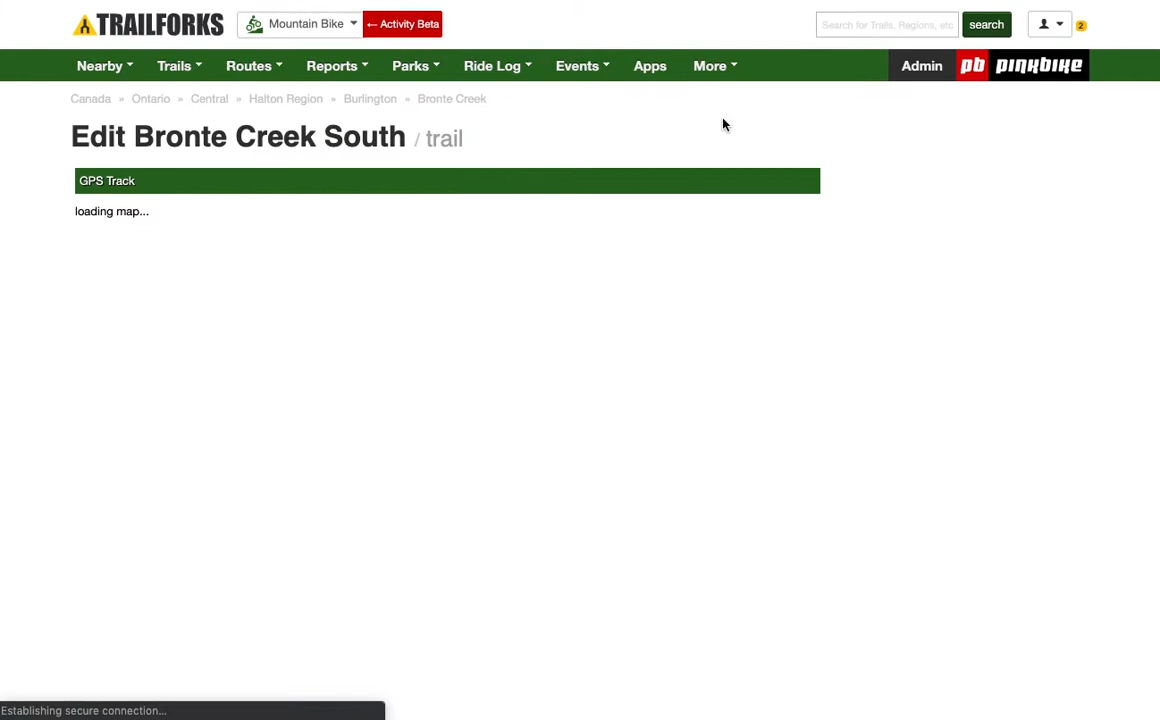 TRAILFORKS Mountain Bike ←Activity Beta Search for Trails, Regions, etc search 2
Nearby Trails Routes Reports Parks Ride Log Events Apps More Admin pb pinkbike
Canada » Ontario » Central » Halton Region » Burlington » Bronte Creek
Edit Bronte Creek South / trail
GPS Track
loading map...
Establishing secure connection...